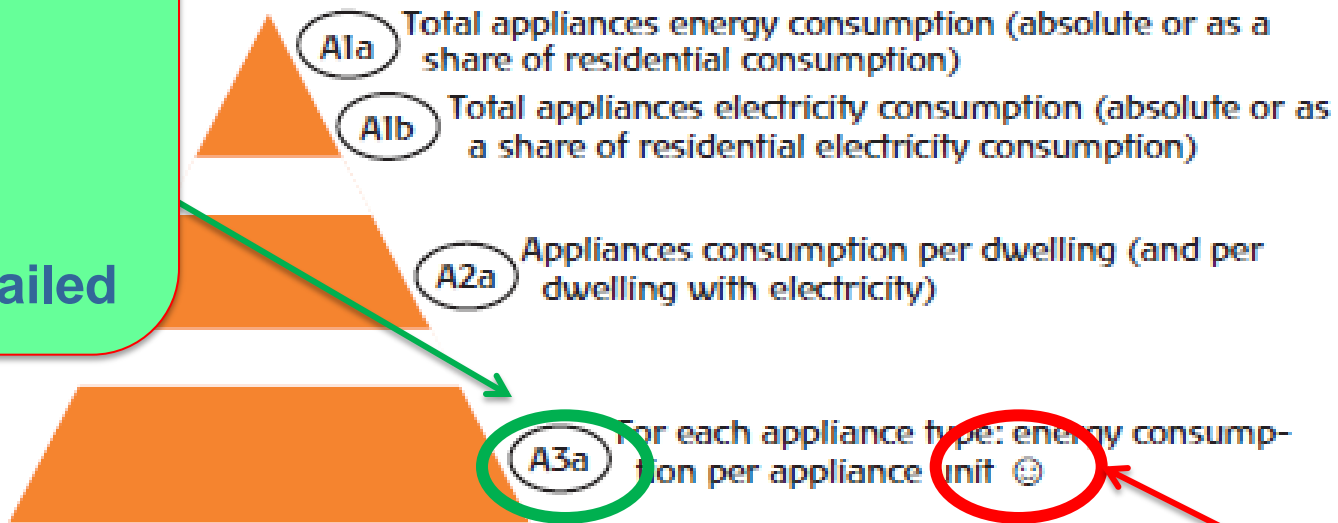 A1a Total appliances energy consumption (absolute or as a
share of residential consumption)
A1b Total appliances electricity consumption (absolute or as
a share of residential electricity consumption)
A2a Appliances consumption per dwelling (and per
dwelling with electricity)
ailed
A3a For each appliance type: energy consump-
tion per appliance unit ☺